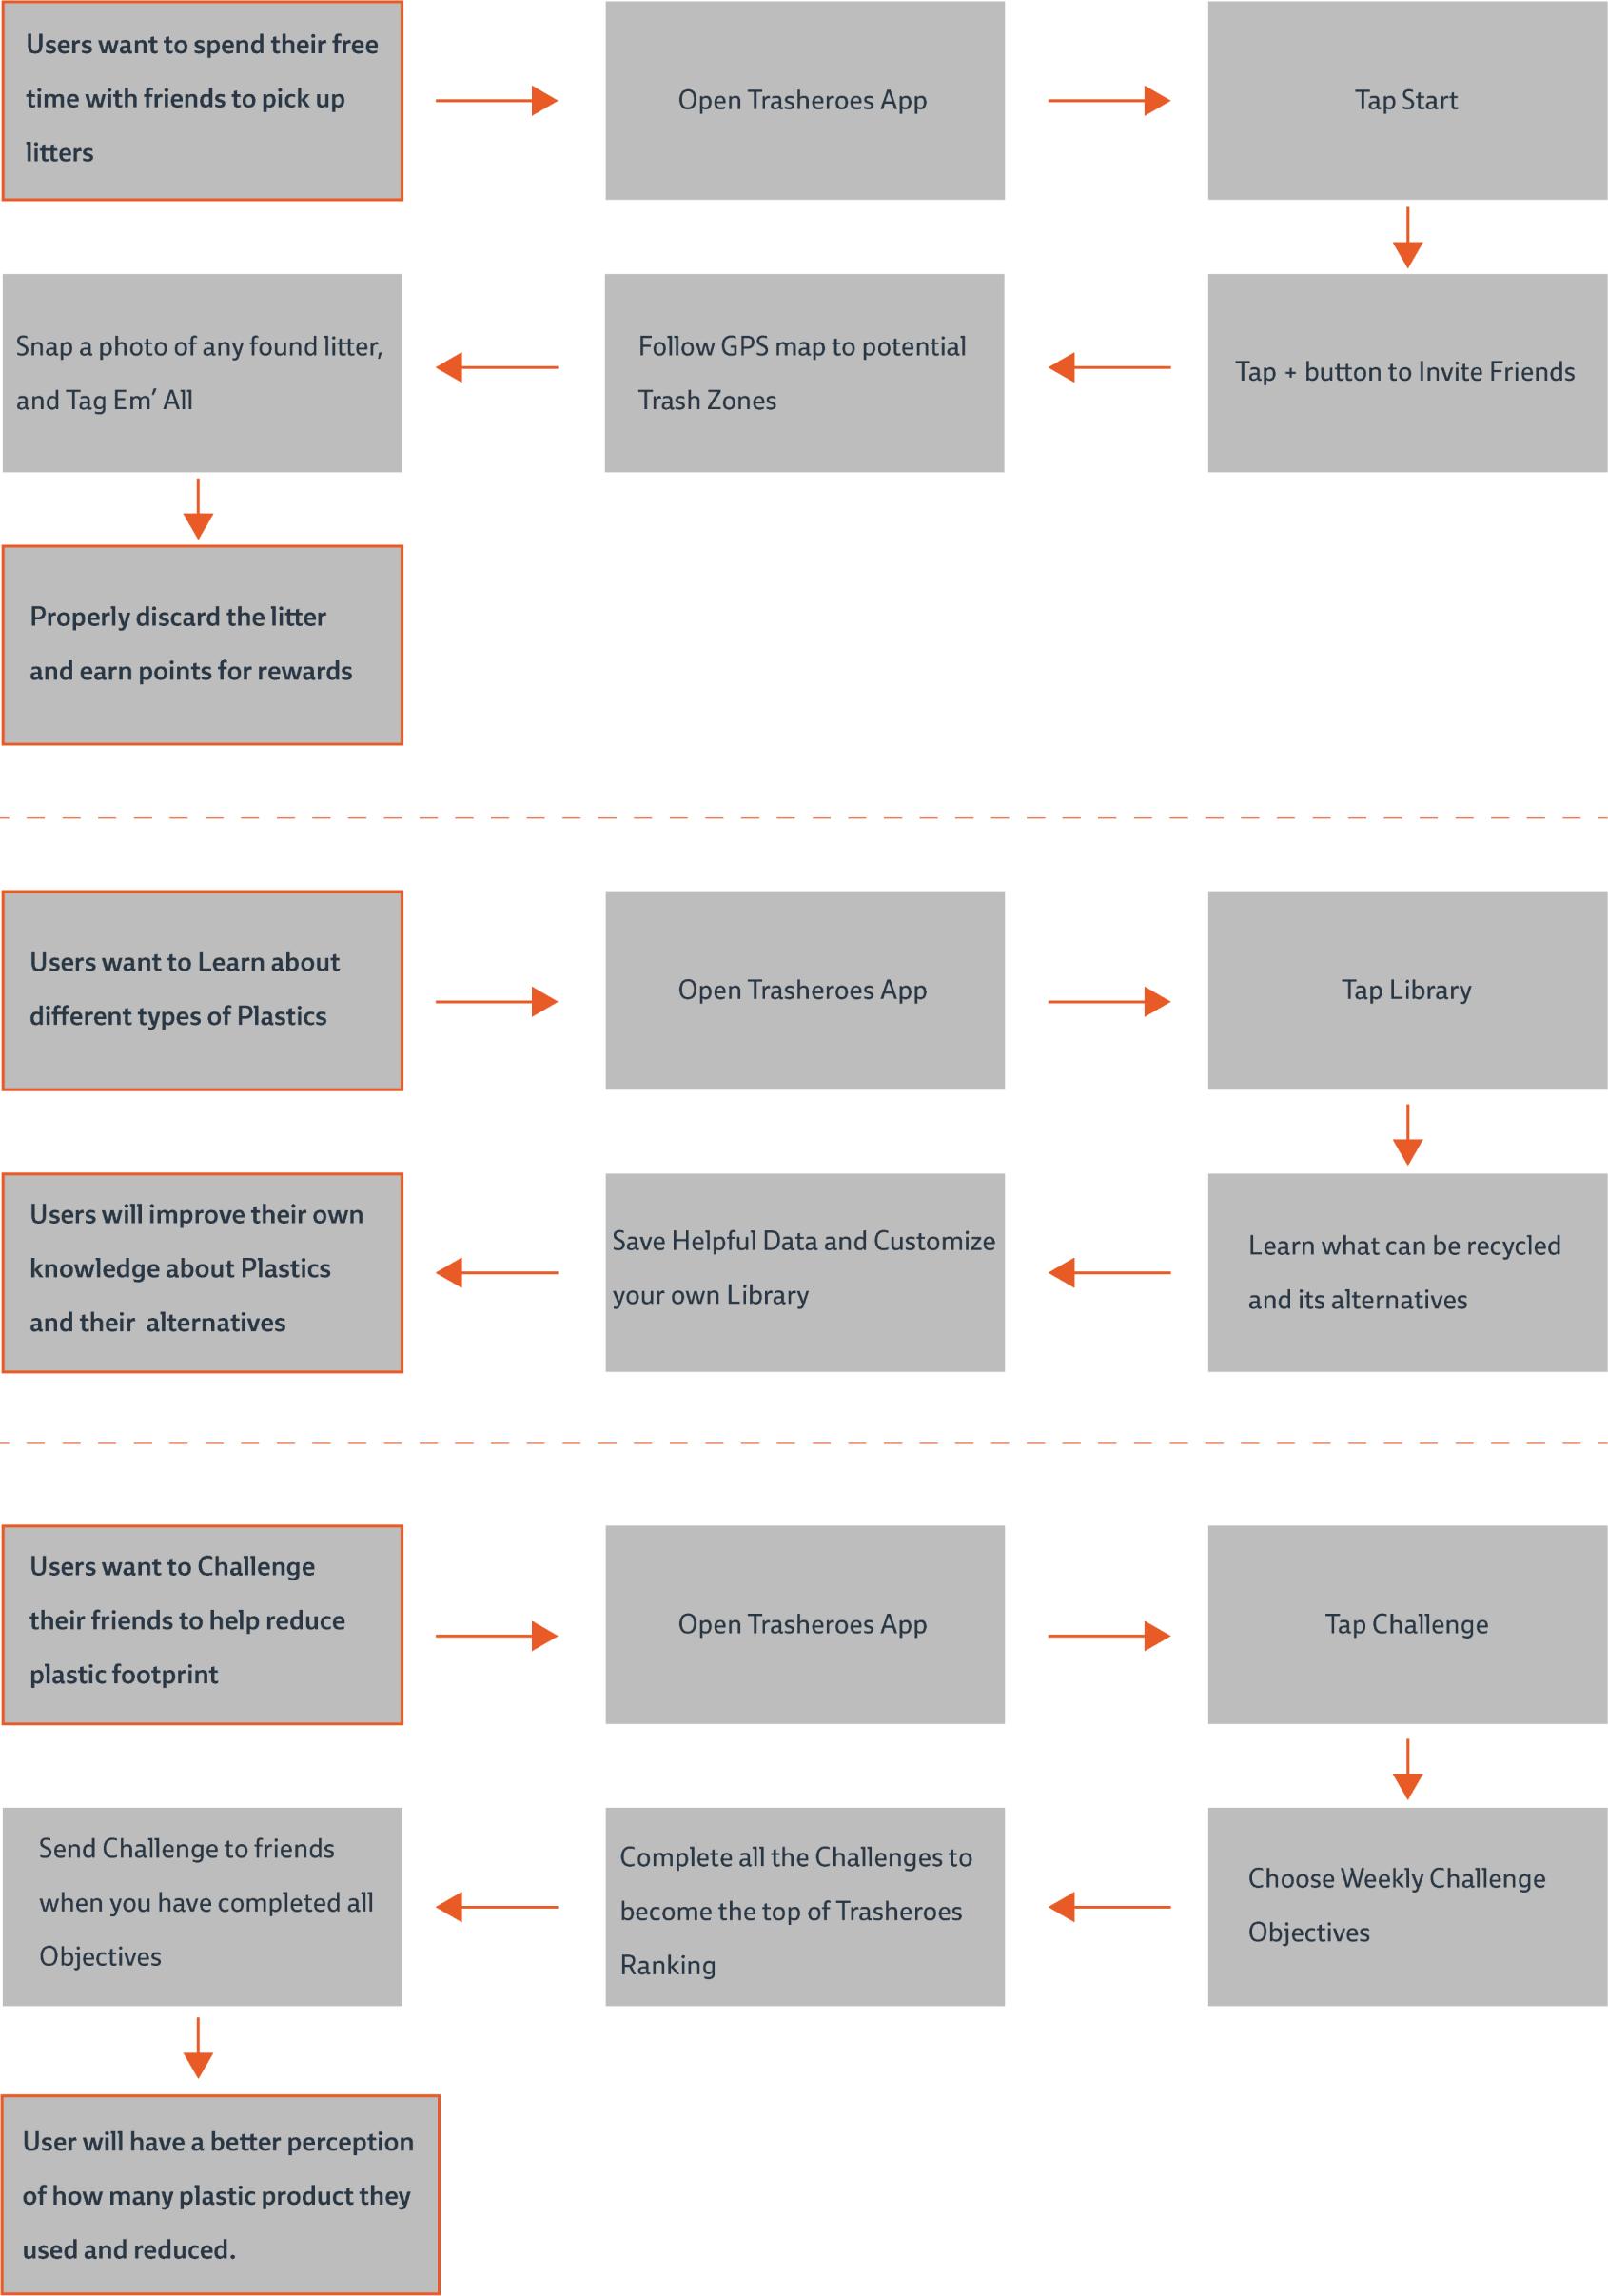 Users want to spend their free
time with friends to pick up
litters
Open Trasheroes App
Tap Start
Tap + button to Invite Friends
Follow GPS map to potential
Trash Zones
Snap a photo of any found litter,
and Tag Em’ All
Properly discard the litter
and earn points for rewards
Users want to Learn about
different types of Plastics
Open Trasheroes App
Tap Library
Learn what can be recycled
and its alternatives
Save Helpful Data and Customize
your own Library
Users will improve their own
knowledge about Plastics
and their alternatives
Users want to Challenge
their friends to help reduce
plastic footprint
Open Trasheroes App
Tap Challenge
Choose Weekly Challenge
Objectives
Complete all the Challenges to
become the top of Trasheroes
Ranking
Send Challenge to friends
when you have completed all
Objectives
User will have a better perception
of how many plastic product they
used and reduced.